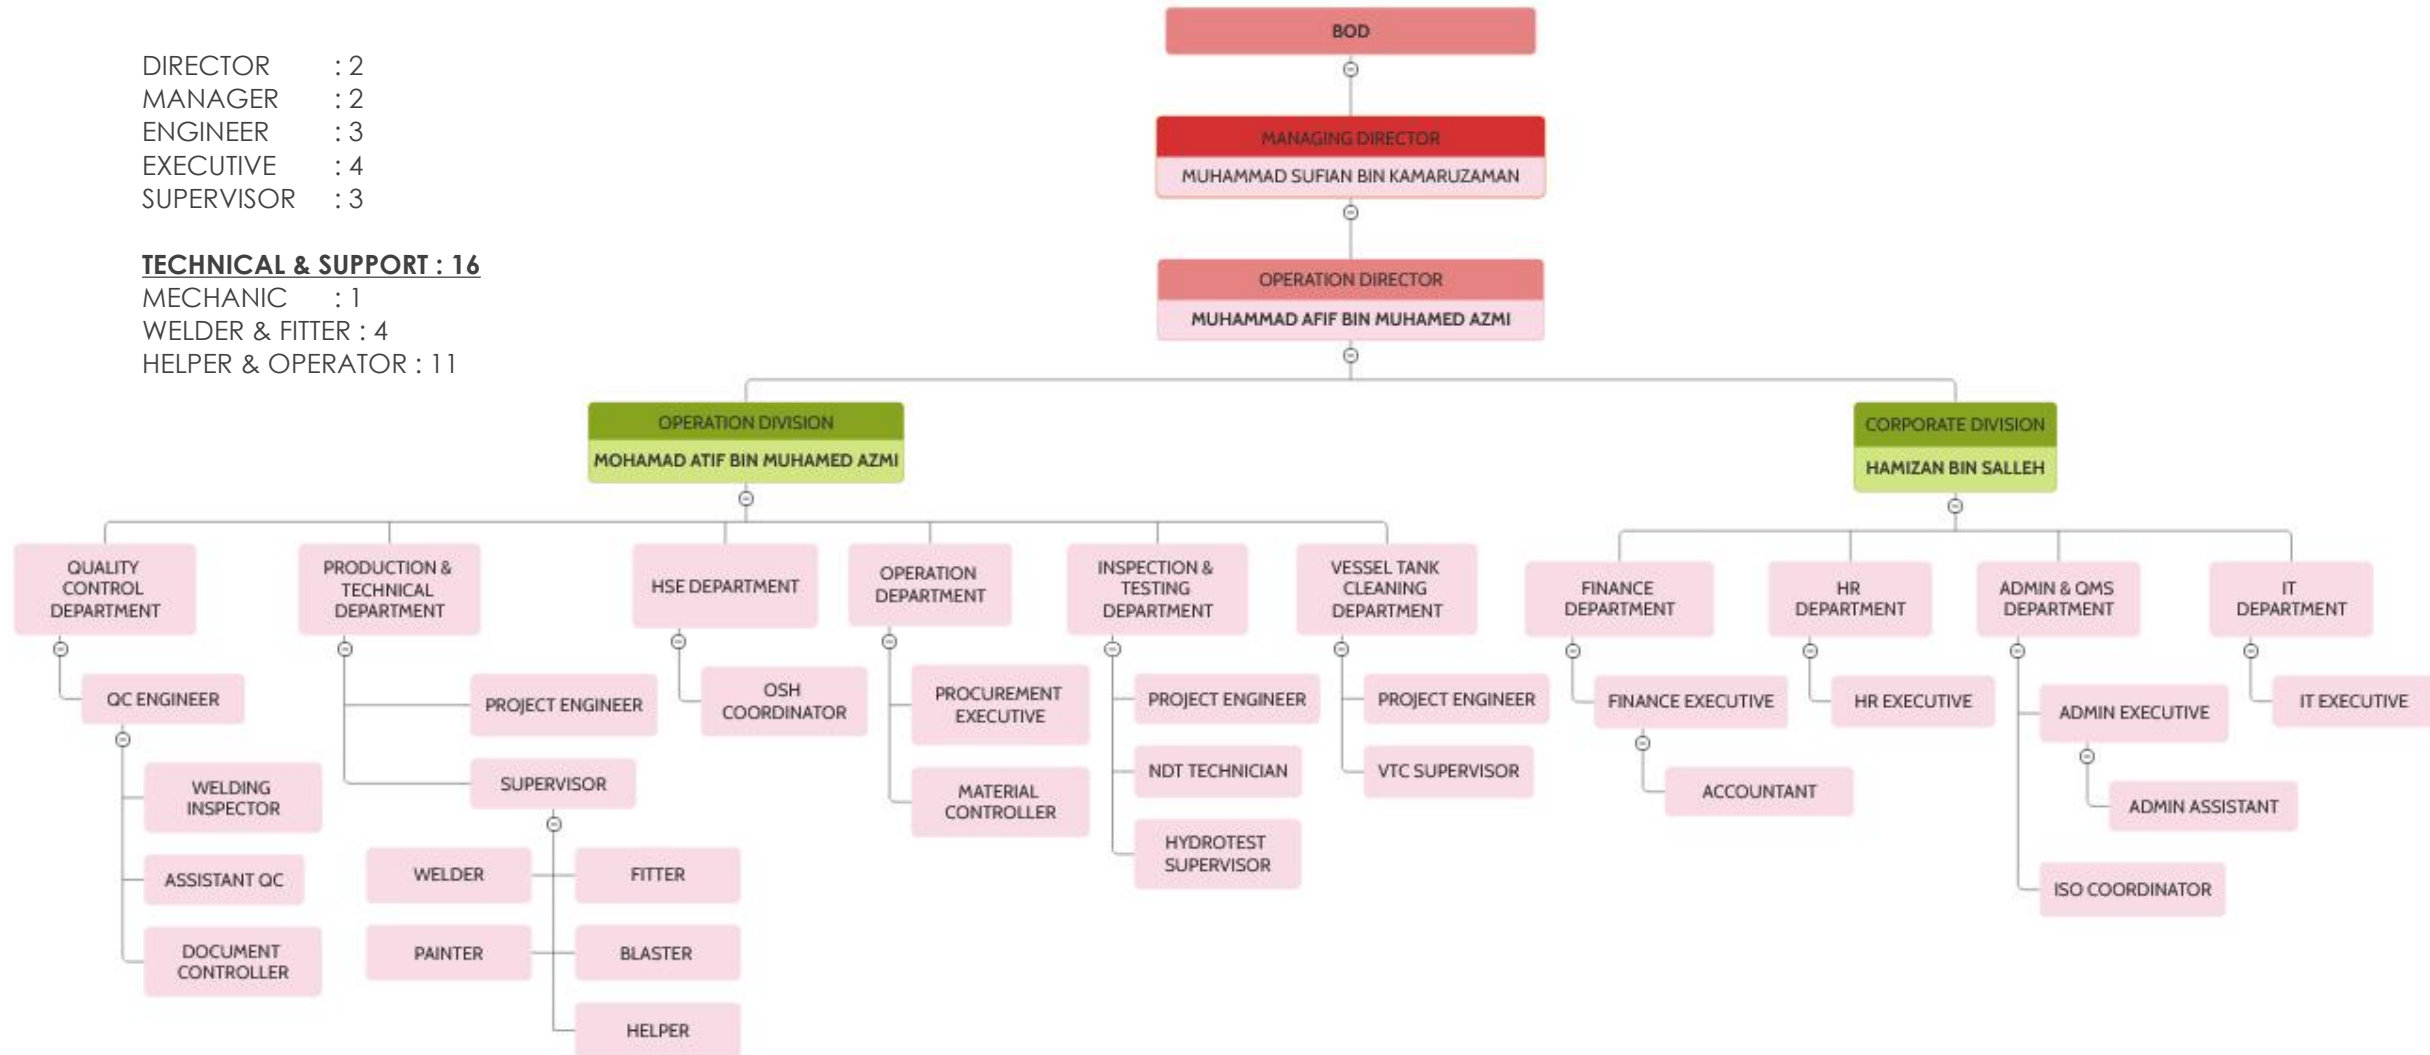 DIRECTOR : 2
MANAGER : 2
ENGINEER : 3
EXECUTIVE : 4
SUPERVISOR : 3
TECHNICAL & SUPPORT : 16
MECHANIC : 1
WELDER & FITTER : 4
HELPER & OPERATOR : 11
BOD
MANAGING DIRECTOR
MUHAMMAD SUFIAN BIN KAMARUZAMAN
OPERATION DIRECTOR
MUHAMMAD AFIF BIN MUHAMED AZMI
OPERATION DIVISION
MOHAMAD ATIF BIN MUHAMED AZMI
CORPORATE DIVISION
HAMIZAN BIN SALLEH
QUALITY
CONTROL
DEPARTMENT
QC ENGINEER
WELDING
INSPECTOR
ASSISTANT QC
DOCUMENT
CONTROLLER
PRODUCTION &
TECHNICAL
DEPARTMENT
PROJECT ENGINEER
SUPERVISOR
WELDER
FITTER
PAINTER
BLASTER
HELPER
HSE DEPARTMENT
OSH
COORDINATOR
OPERATION
DEPARTMENT
PROCUREMENT
EXECUTIVE
MATERIAL
CONTROLLER
INSPECTION &
TESTING
DEPARTMENT
PROJECT ENGINEER
NDT TECHNICIAN
HYDROTEST
SUPERVISOR
VESSEL TANK
CLEANING
DEPARTMENT
PROJECT ENGINEER
VTC SUPERVISOR
FINANCE
DEPARTMENT
FINANCE EXECUTIVE
ACCOUNTANT
HR
DEPARTMENT
HR EXECUTIVE
ADMIN & QMS
DEPARTMENT
ADMIN EXECUTIVE
ADMIN ASSISTANT
ISO COORDINATOR
IT
DEPARTMENT
IT EXECUTIVE